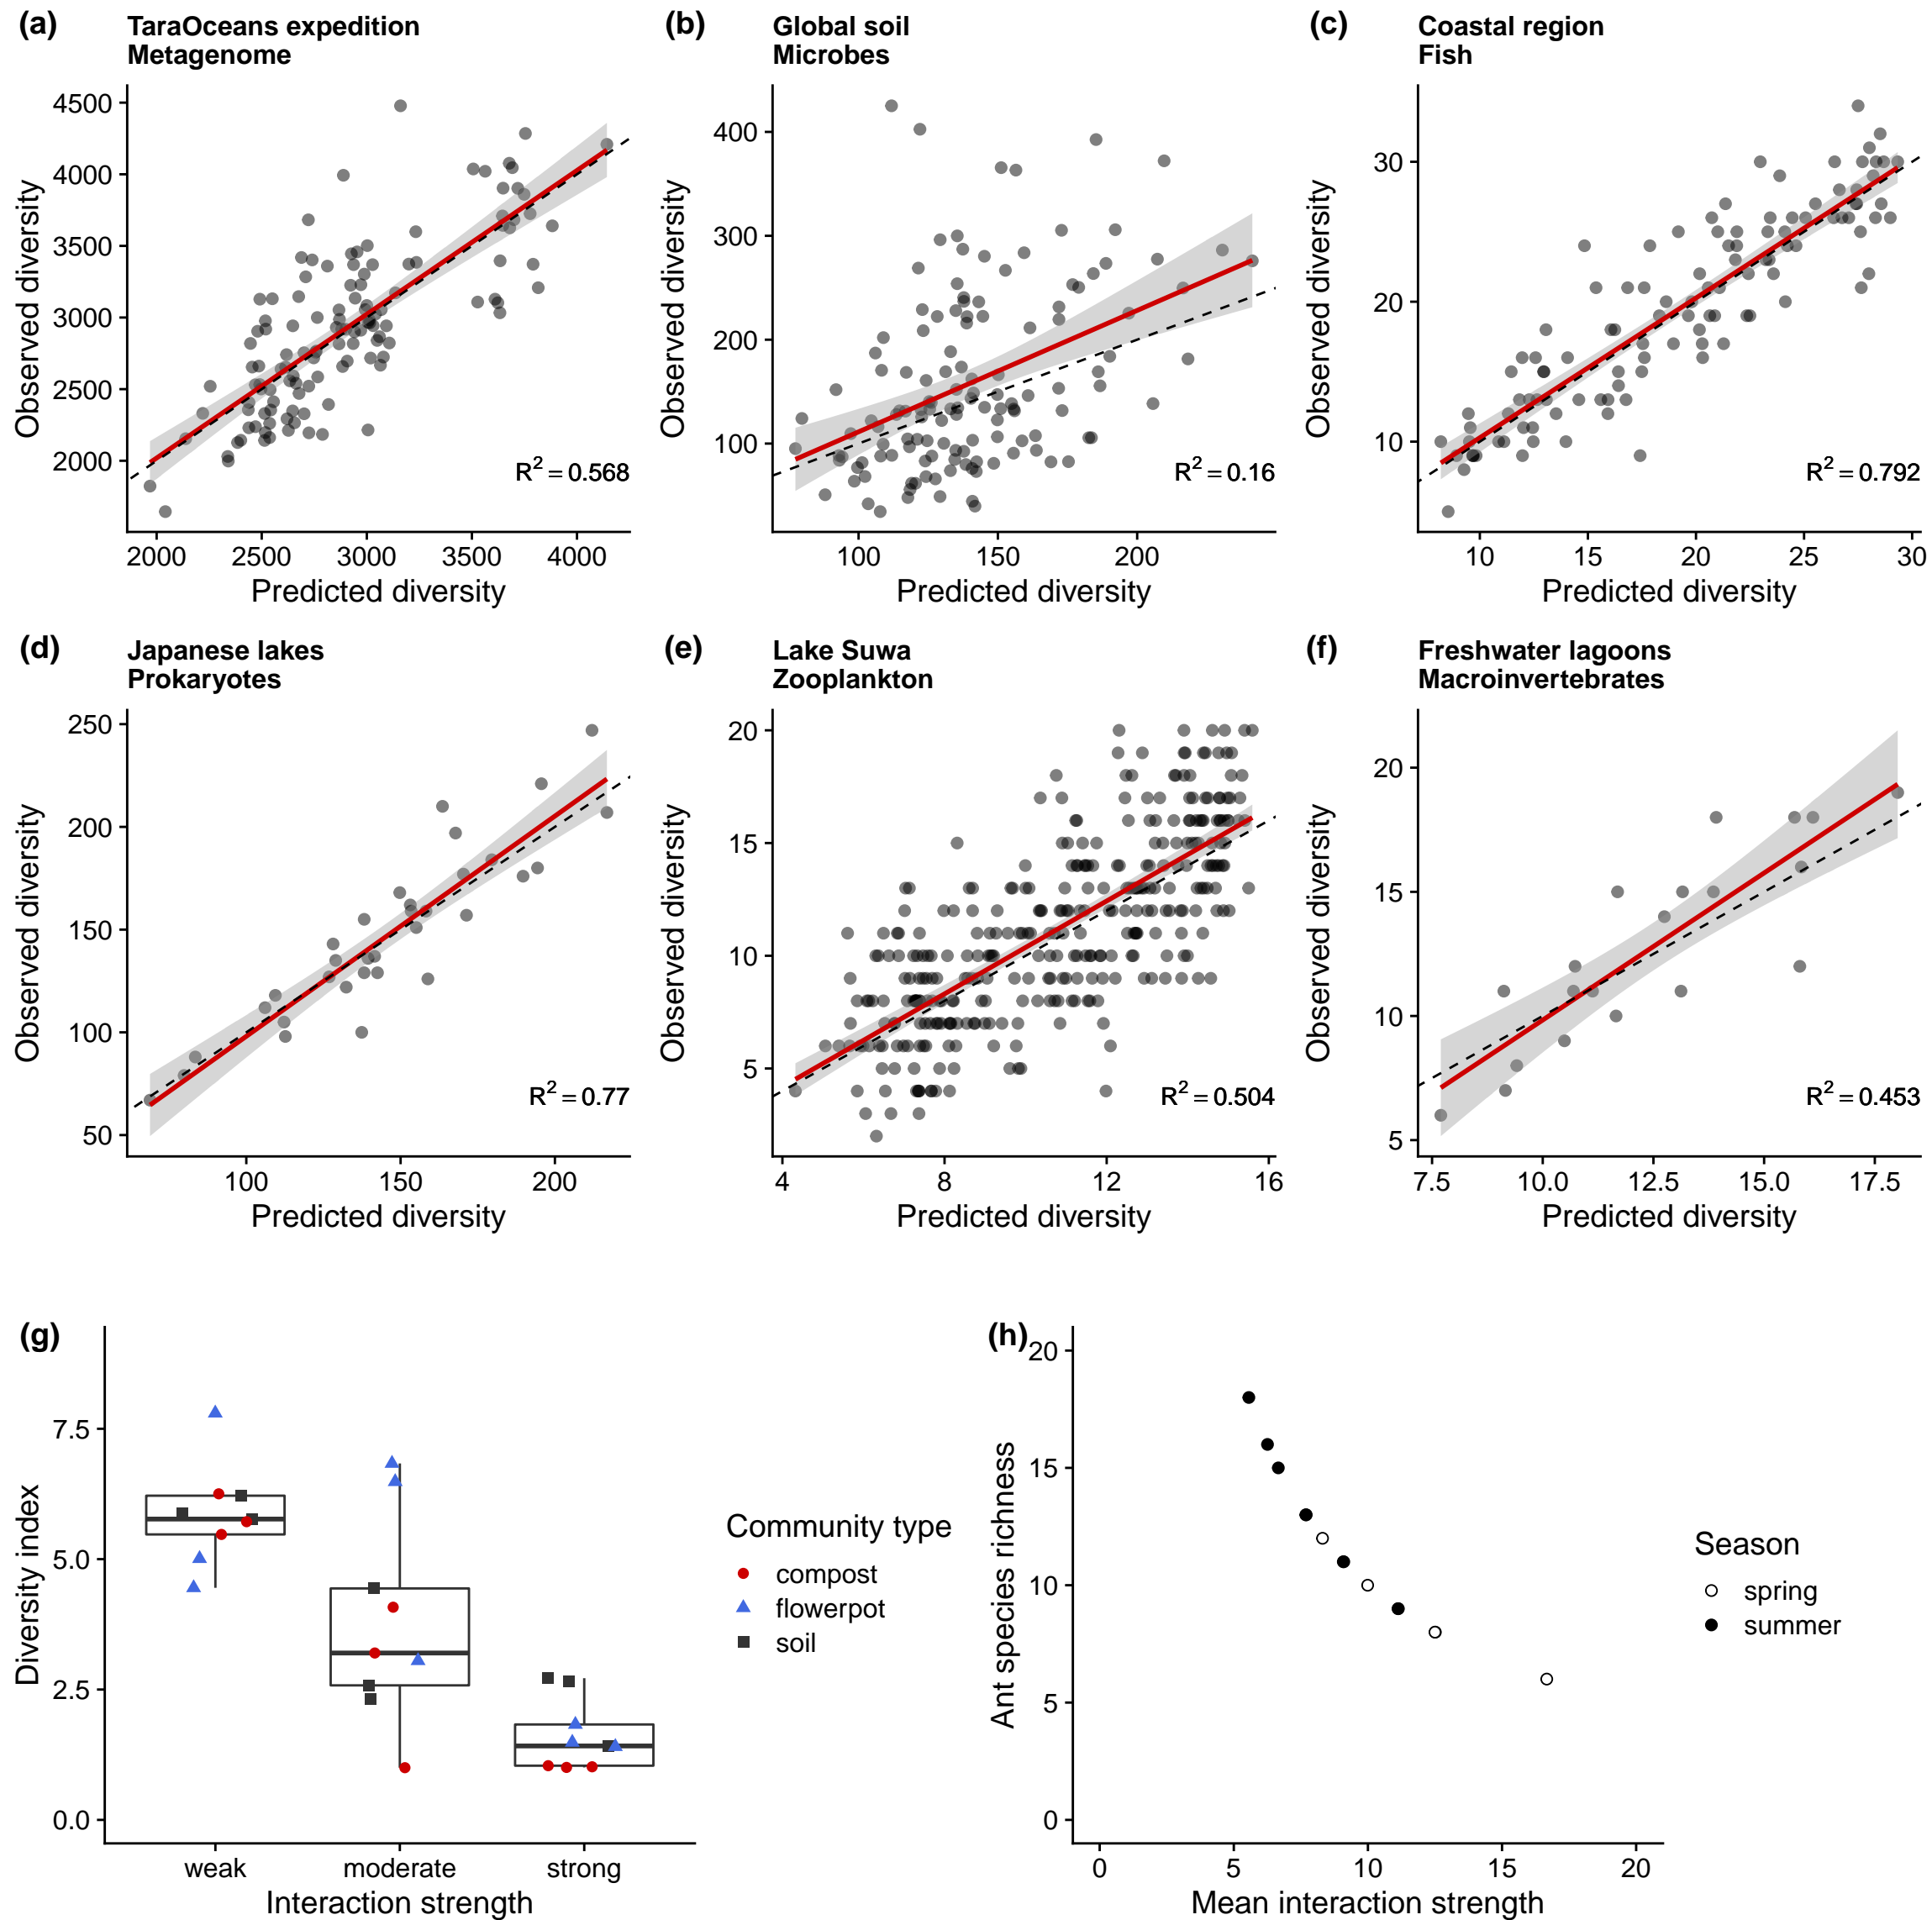 (a) TaraOceans expedition
Metagenome
Observed diversity
4500
4000
3500
3000
2500
2000
R² = 0.568
2000 2500 3000 3500 4000
Predicted diversity
(b) Global soil
Microbes
Observed diversity
400
300
200
100
R² = 0.16
100 150 200
Predicted diversity
(c) Coastal region
Fish
Observed diversity
30
20
10
R² = 0.792
10 15 20 25 30
Predicted diversity
(d) Japanese lakes
Prokaryotes
Observed diversity
250
200
150
100
50
R² = 0.77
100 150 200
Predicted diversity
(e) Lake Suwa
Zooplankton
Observed diversity
20
15
10
5
R² = 0.504
4 8 12 16
Predicted diversity
(f) Freshwater lagoons
Macroinvertebrates
Observed diversity
20
15
10
5
R² = 0.453
7.5 10.0 12.5 15.0 17.5
Predicted diversity
(g)
Diversity index
7.5
5.0
2.5
0.0
weak moderate strong
Interaction strength
Community type
compost
flowerpot
soil
(h)
Ant species richness
20
15
10
5
0
0 5 10 15 20
Mean interaction strength
Season
spring
summer